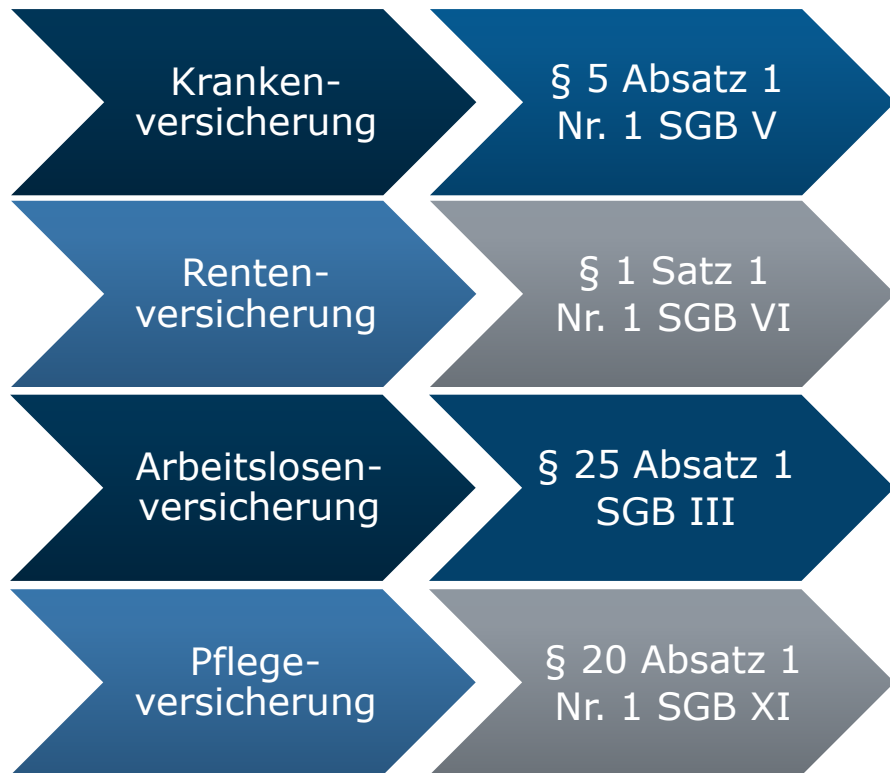 Kranken-
versicherung
§ 5 Absatz 1
Nr. 1 SGB V
Renten-
versicherung
§ 1 Satz 1
Nr. 1 SGB VI
Arbeitslosen-
versicherung
§ 25 Absatz 1
SGB III
Pflege-
versicherung
§ 20 Absatz 1
Nr. 1 SGB XI